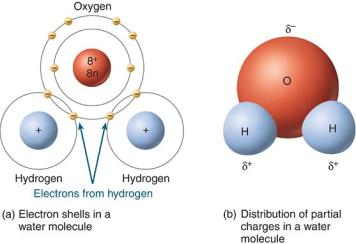 Oxygen
δ⁻
8+
8n
O
+
+
H
H
δ+
δ+
Hydrogen
Hydrogen
Electrons from hydrogen
(a) Electron shells in a
water molecule
(b) Distribution of partial
charges in a water
molecule